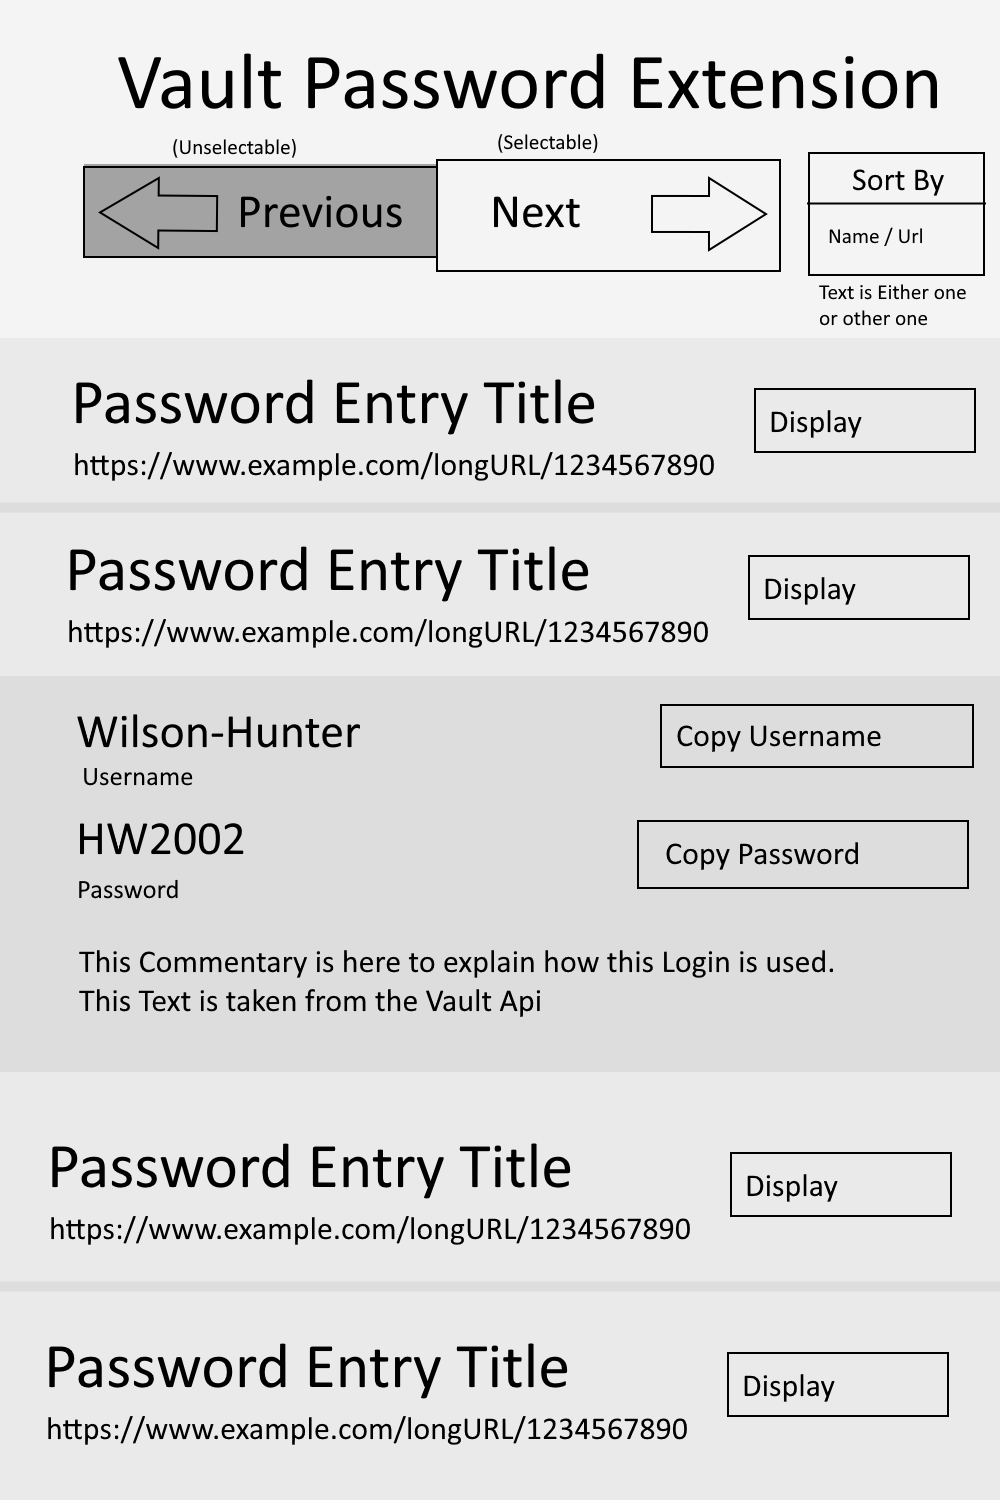 Vault Password Extension
(Unselectable)
(Selectable)
Previous
Next
Sort By
Name / Url
Text is Either one
or other one
Password Entry Title
https://www.example.com/longURL/1234567890
Display
Password Entry Title
https://www.example.com/longURL/1234567890
Display
Wilson-Hunter
Username
Copy Username
HW2002
Password
Copy Password
This Commentary is here to explain how this Login is used.
This Text is taken from the Vault Api
Password Entry Title
https://www.example.com/longURL/1234567890
Display
Password Entry Title
https://www.example.com/longURL/1234567890
Display